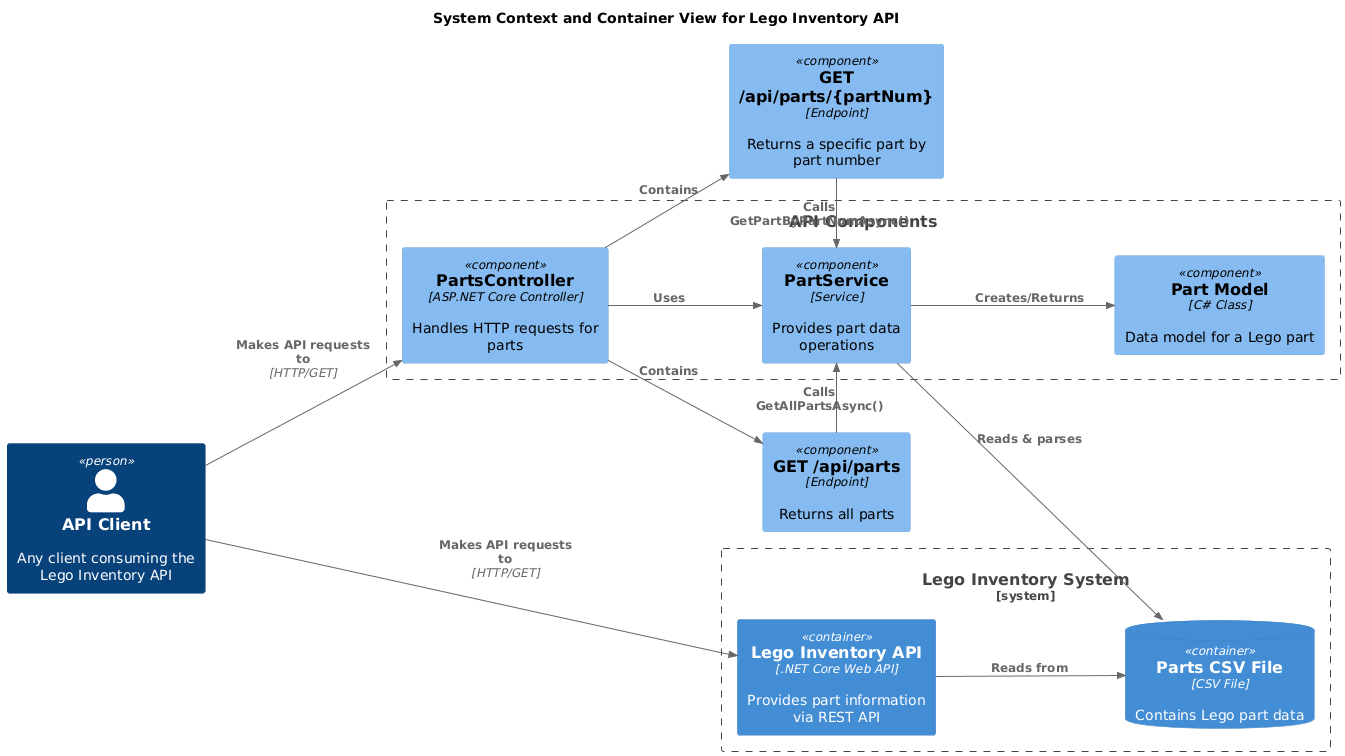 System Context and Container View for Lego Inventory API
«component»
GET
/api/parts/{partNum}
[Endpoint]
Returns a specific part by
part number
Contains
Calls
GetPartByPartNumAsync()
API Components
«component»
PartsController
[ASP.NET Core Controller]
Handles HTTP requests for
parts
Uses
«component»
PartService
[Service]
Provides part data
operations
Creates/Returns
«component»
Part Model
[C# Class]
Data model for a Lego part
Makes API requests
to
[HTTP/GET]
Contains
Calls
GetAllPartsAsync()
Reads & parses
«component»
GET /api/parts
[Endpoint]
Returns all parts
«person»
API Client
Any client consuming the
Lego Inventory API
Makes API requests
to
[HTTP/GET]
Lego Inventory System
[system]
«container»
Lego Inventory API
[.NET Core Web API]
Provides part information
via REST API
Reads from
«container»
Parts CSV File
[CSV File]
Contains Lego part data